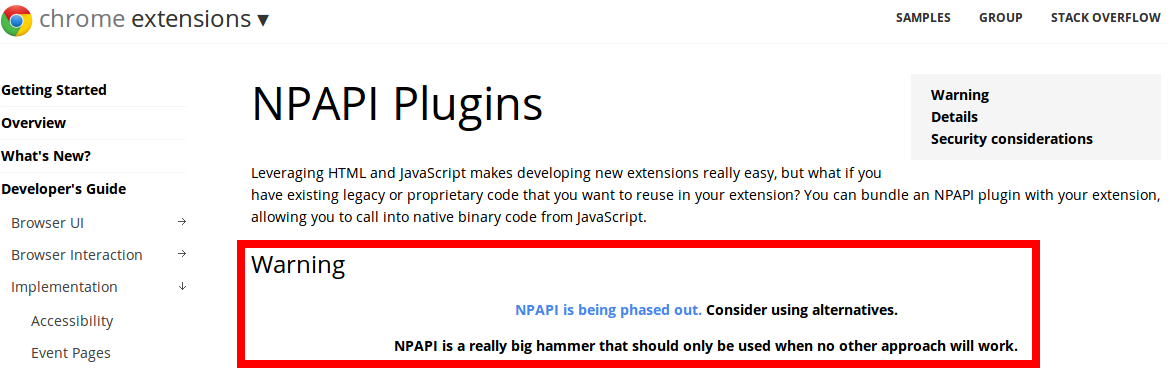 chrome extensions ▾
SAMPLES GROUP STACK OVERFLOW
Getting Started
Overview
What's New?
Developer's Guide
Browser UI
Browser Interaction
Implementation
Accessibility
Event Pages
NPAPI Plugins
Warning
Details
Security considerations
Leveraging HTML and JavaScript makes developing new extensions really easy, but what if you
have existing legacy or proprietary code that you want to reuse in your extension? You can bundle an NPAPI plugin with your extension,
allowing you to call into native binary code from JavaScript.
Warning
NPAPI is being phased out. Consider using alternatives.
NPAPI is a really big hammer that should only be used when no other approach will work.